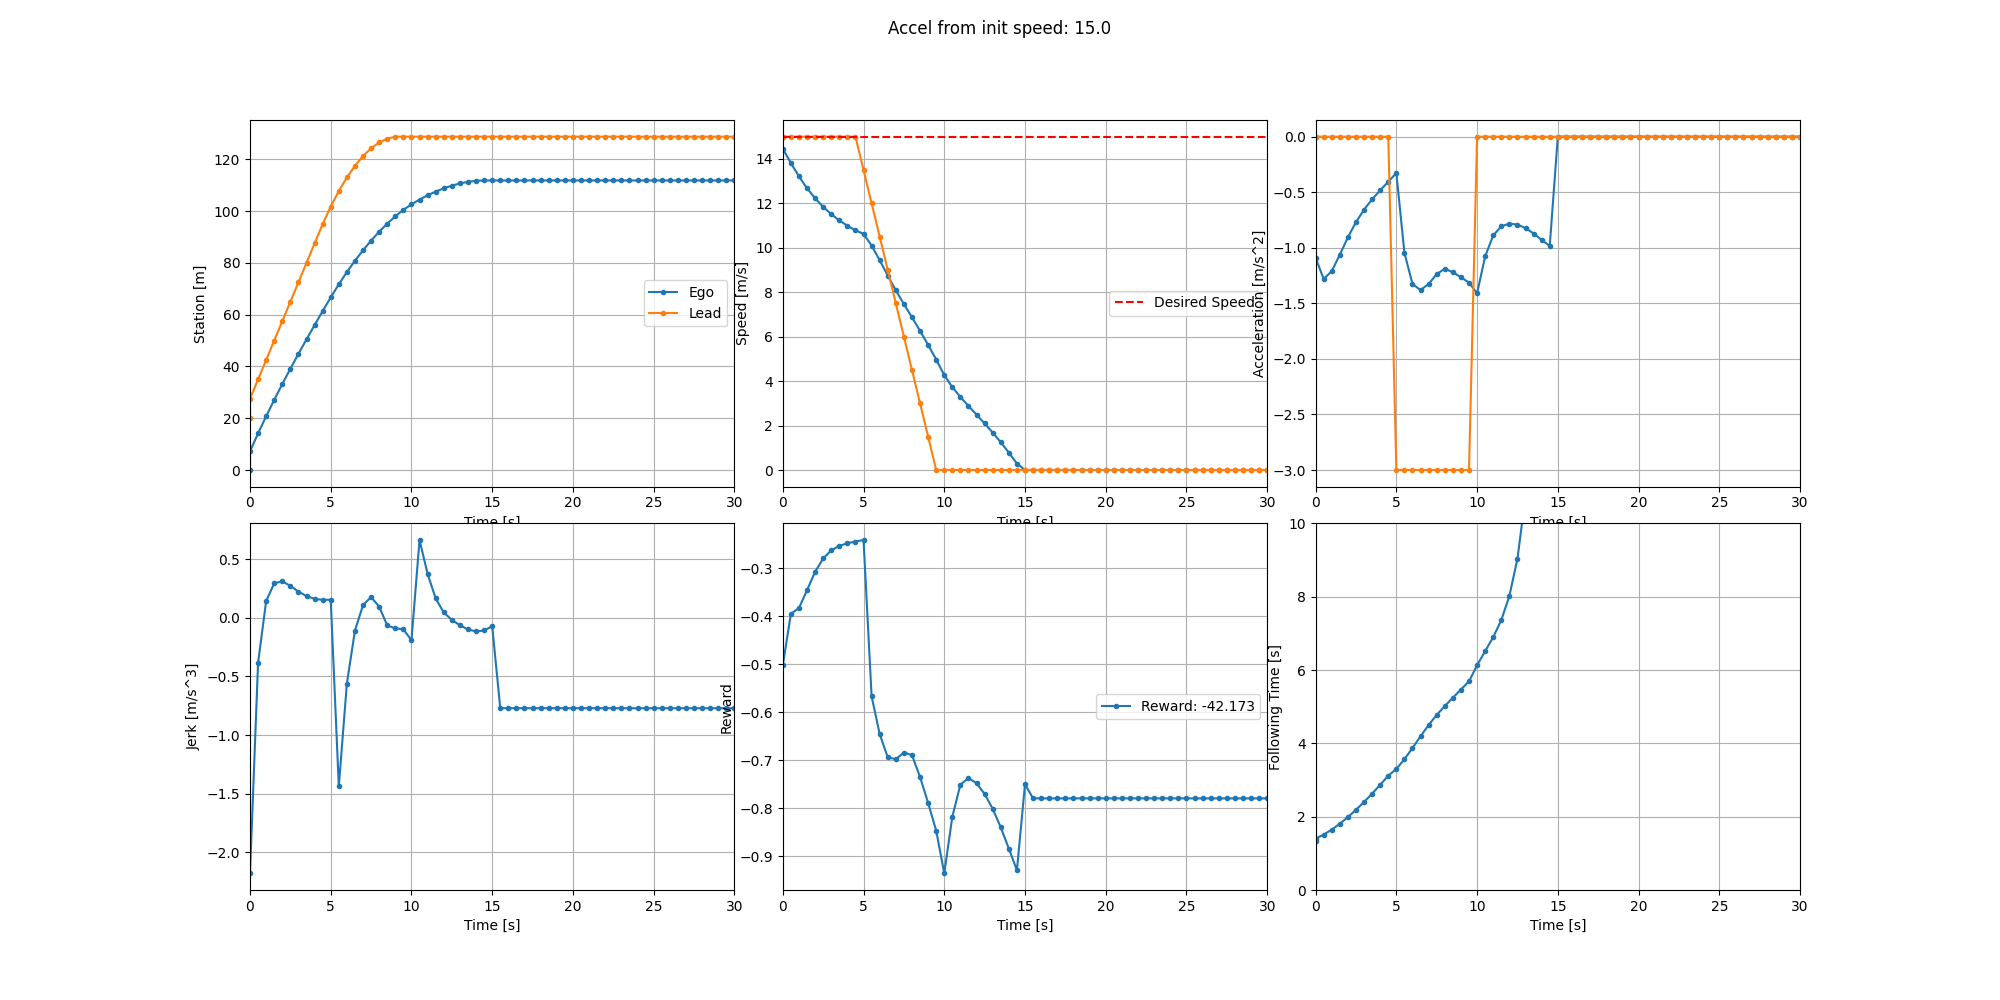 Accel from init speed: 15.0
Station [m]
120
100
80
60
40
20
0
0 5 10 15 20 25 30
Time [s]
Ego
Lead
Speed [m/s]
14
12
10
8
6
4
2
0
0 5 10 15 20 25 30
Time [s]
Desired Speed
Acceleration [m/s^2]
0.0
−0.5
−1.0
−1.5
−2.0
−2.5
−3.0
0 5 10 15 20 25 30
Time [s]
Jerk [m/s^3]
0.5
0.0
−0.5
−1.0
−1.5
−2.0
0 5 10 15 20 25 30
Time [s]
Reward
−0.3
−0.4
−0.5
−0.6
−0.7
−0.8
−0.9
0 5 10 15 20 25 30
Time [s]
Reward: -42.173
Following Time [s]
10
8
6
4
2
0
0 5 10 15 20 25 30
Time [s]